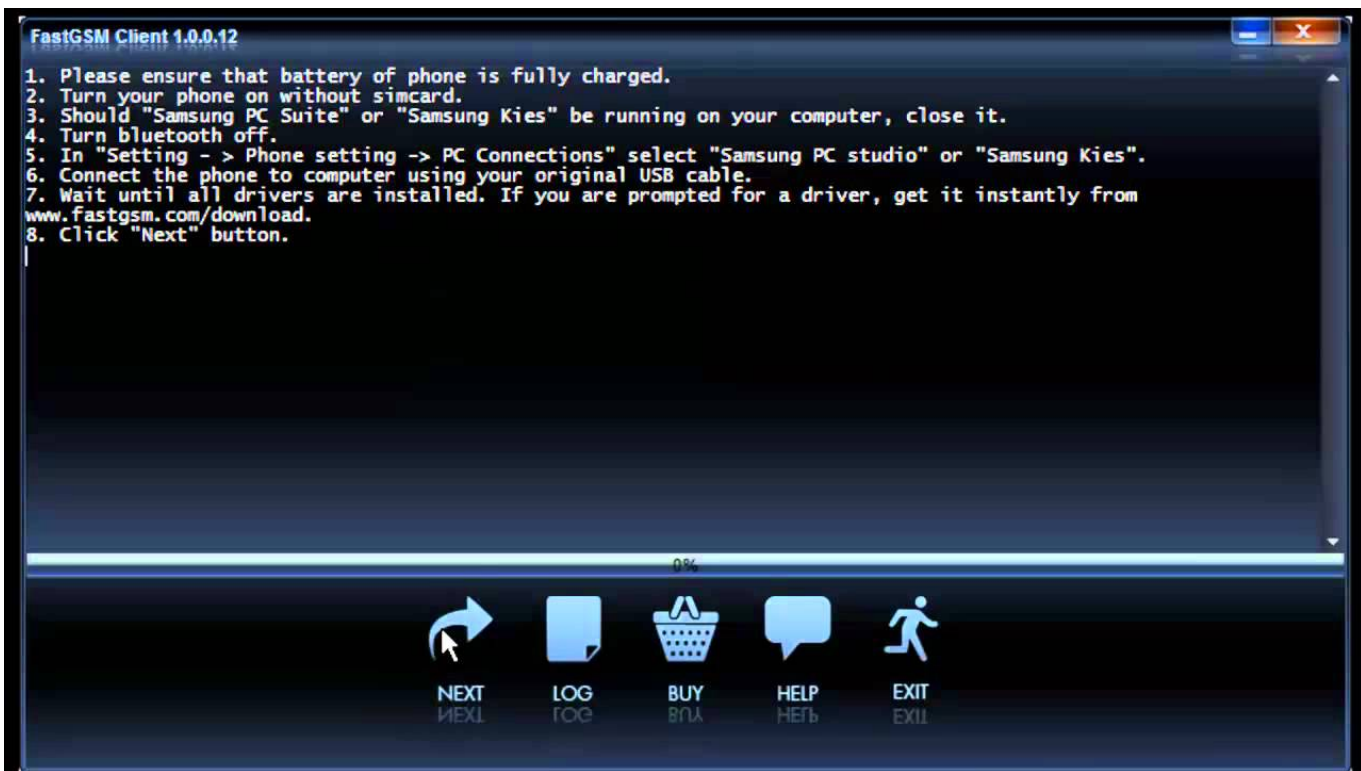 FastGSM Client 1.0.0.12
1. Please ensure that battery of phone is fully charged.
2. Turn your phone on without simcard.
3. Should "Samsung PC Suite" or "Samsung Kies" be running on your computer, close it.
4. Turn bluetooth off.
5. In "Setting - > Phone setting -> PC Connections" select "Samsung PC studio" or "Samsung Kies".
6. Connect the phone to computer using your original USB cable.
7. Wait until all drivers are installed. If you are prompted for a driver, get it instantly from
www.fastgsm.com/download.
8. Click "Next" button.
0%
NEXT LOG BUY HELP EXIT